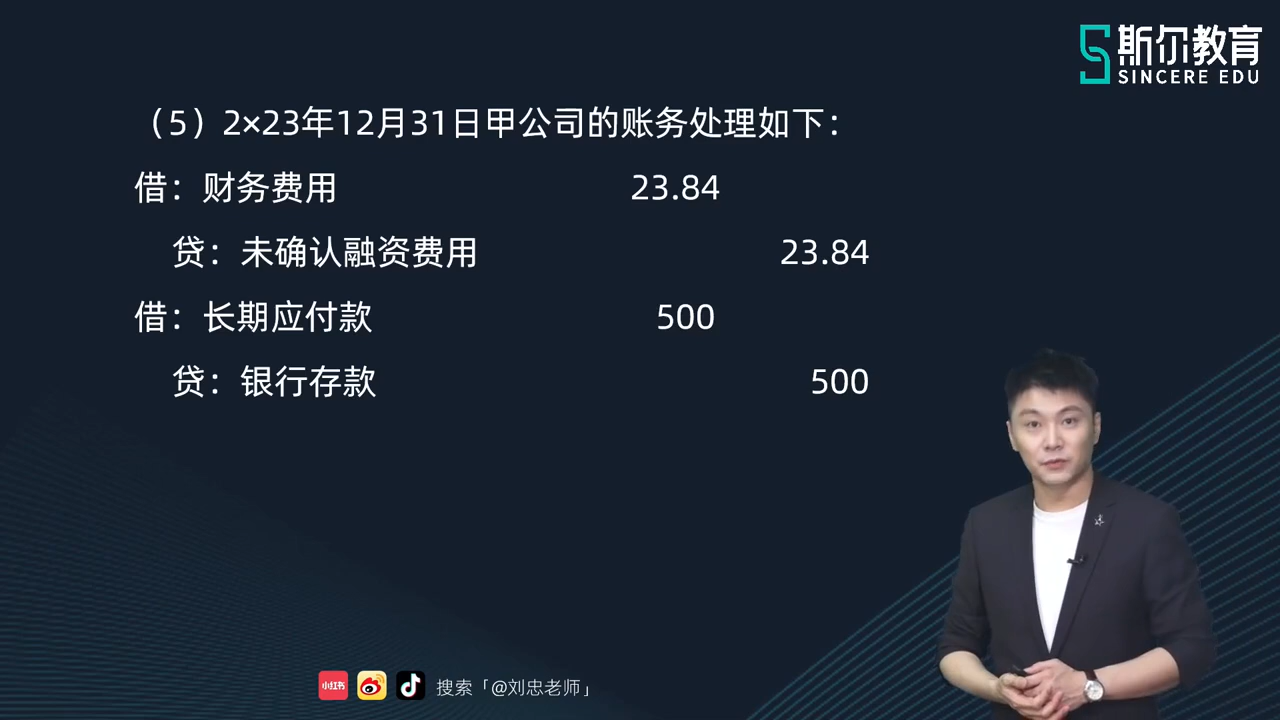 斯尔教育
SINCERE EDU
（5）2×23年12月31日甲公司的账务处理如下：
借：财务费用 23.84
贷：未确认融资费用 23.84
借：长期应付款 500
贷：银行存款 500
小红书 搜索「@刘忠老师」